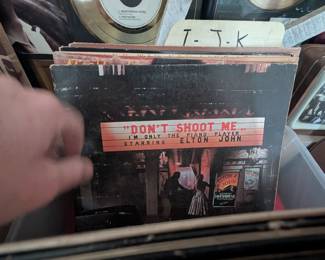 I-J-K
"DON'T SHOOT ME
I'M ONLY THE PIANO PLAYER
STARRING ELTON JOHN